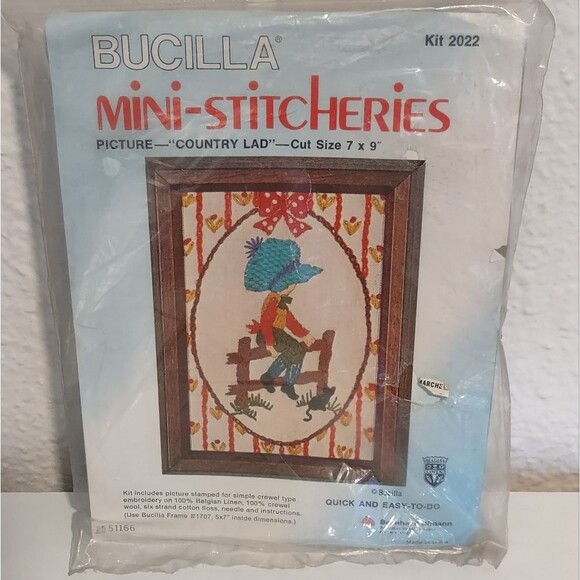 BUCILLA®
Kit 2022
MINI-STITCHERIES
PICTURE—"COUNTRY LAD"—Cut Size 7 x 9"
© Bucilla
Kit includes picture stamped for simple crewel type
embroidery on 100% Belgian Linen, 100% crewel
wool, six strand cotton floss, needle and instructions.
(Use Bucilla Frame #1707, 5x7" inside dimensions.)
QUICK AND EASY-TO-DO
51166